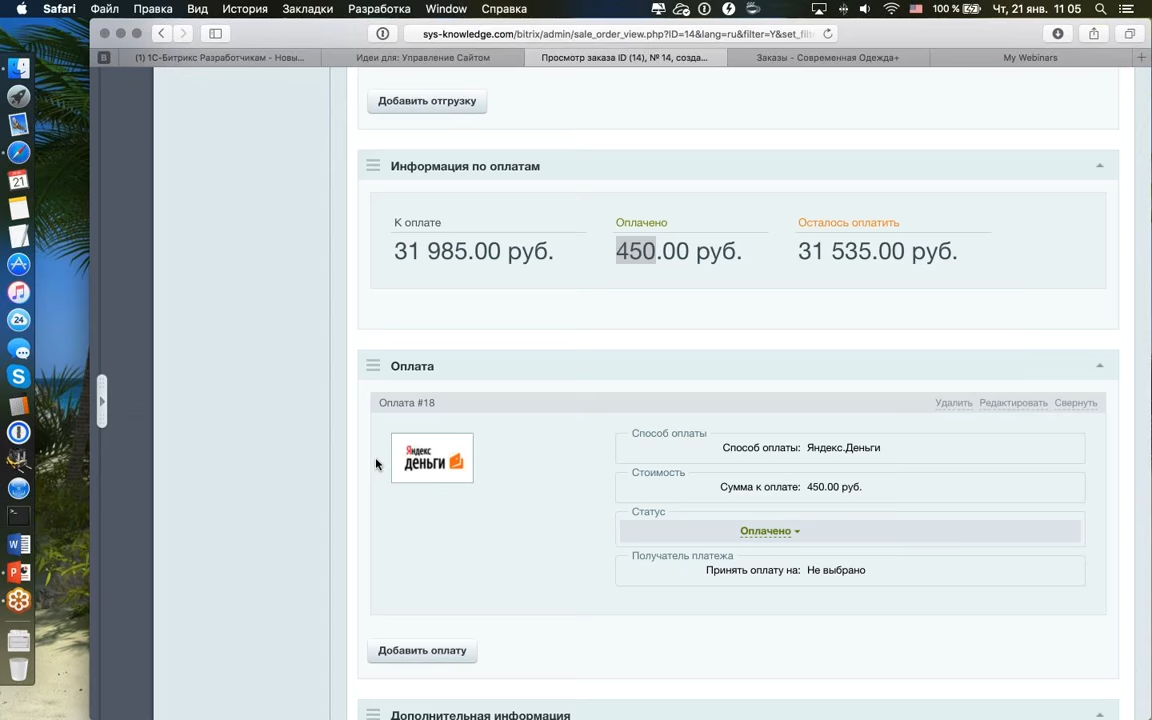 Safari Файл Правка Вид История Закладки Разработка Window Справка 100 % Чт, 21 янв. 11 05
sys-knowledge.com/bitrix/admin/sale_order_view.php?ID=14&lang=ru&filter=Y&set_filt
B (1) 1С-Битрикс Разработчикам - Новы... Идеи для: Управление Сайтом Просмотр заказа ID (14), № 14, созда... Заказы - Современная Одежда+ My Webinars
Добавить отгрузку
Информация по оплатам
К оплате Оплачено Осталось оплатить
31 985.00 руб. 450.00 руб. 31 535.00 руб.
Оплата
Оплата #18 Удалить Редактировать Свернуть
Яндекс
деньги
Способ оплаты
Способ оплаты: Яндекс.Деньги
Стоимость
Сумма к оплате: 450.00 руб.
Статус
Оплачено
Получатель платежа
Принять оплату на: Не выбрано
Добавить оплату
Дополнительная информация
21
24